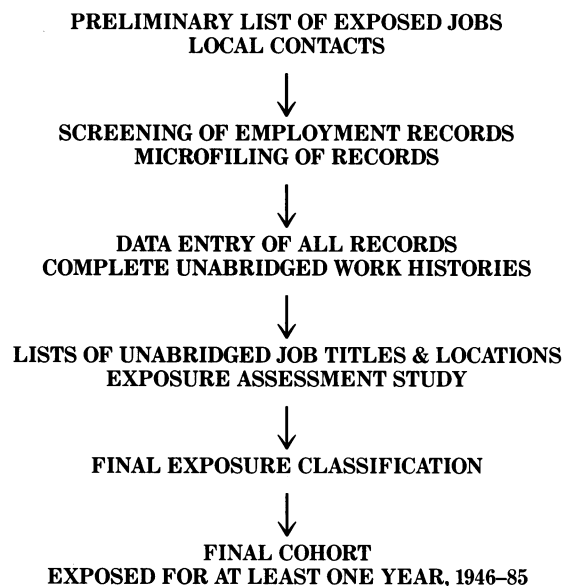 PRELIMINARY LIST OF EXPOSED JOBS
LOCAL CONTACTS
SCREENING OF EMPLOYMENT RECORDS
MICROFILING OF RECORDS
DATA ENTRY OF ALL RECORDS
COMPLETE UNABRIDGED WORK HISTORIES
LISTS OF UNABRIDGED JOB TITLES & LOCATIONS
EXPOSURE ASSESSMENT STUDY
FINAL EXPOSURE CLASSIFICATION
FINAL COHORT
EXPOSED FOR AT LEAST ONE YEAR, 1946–85